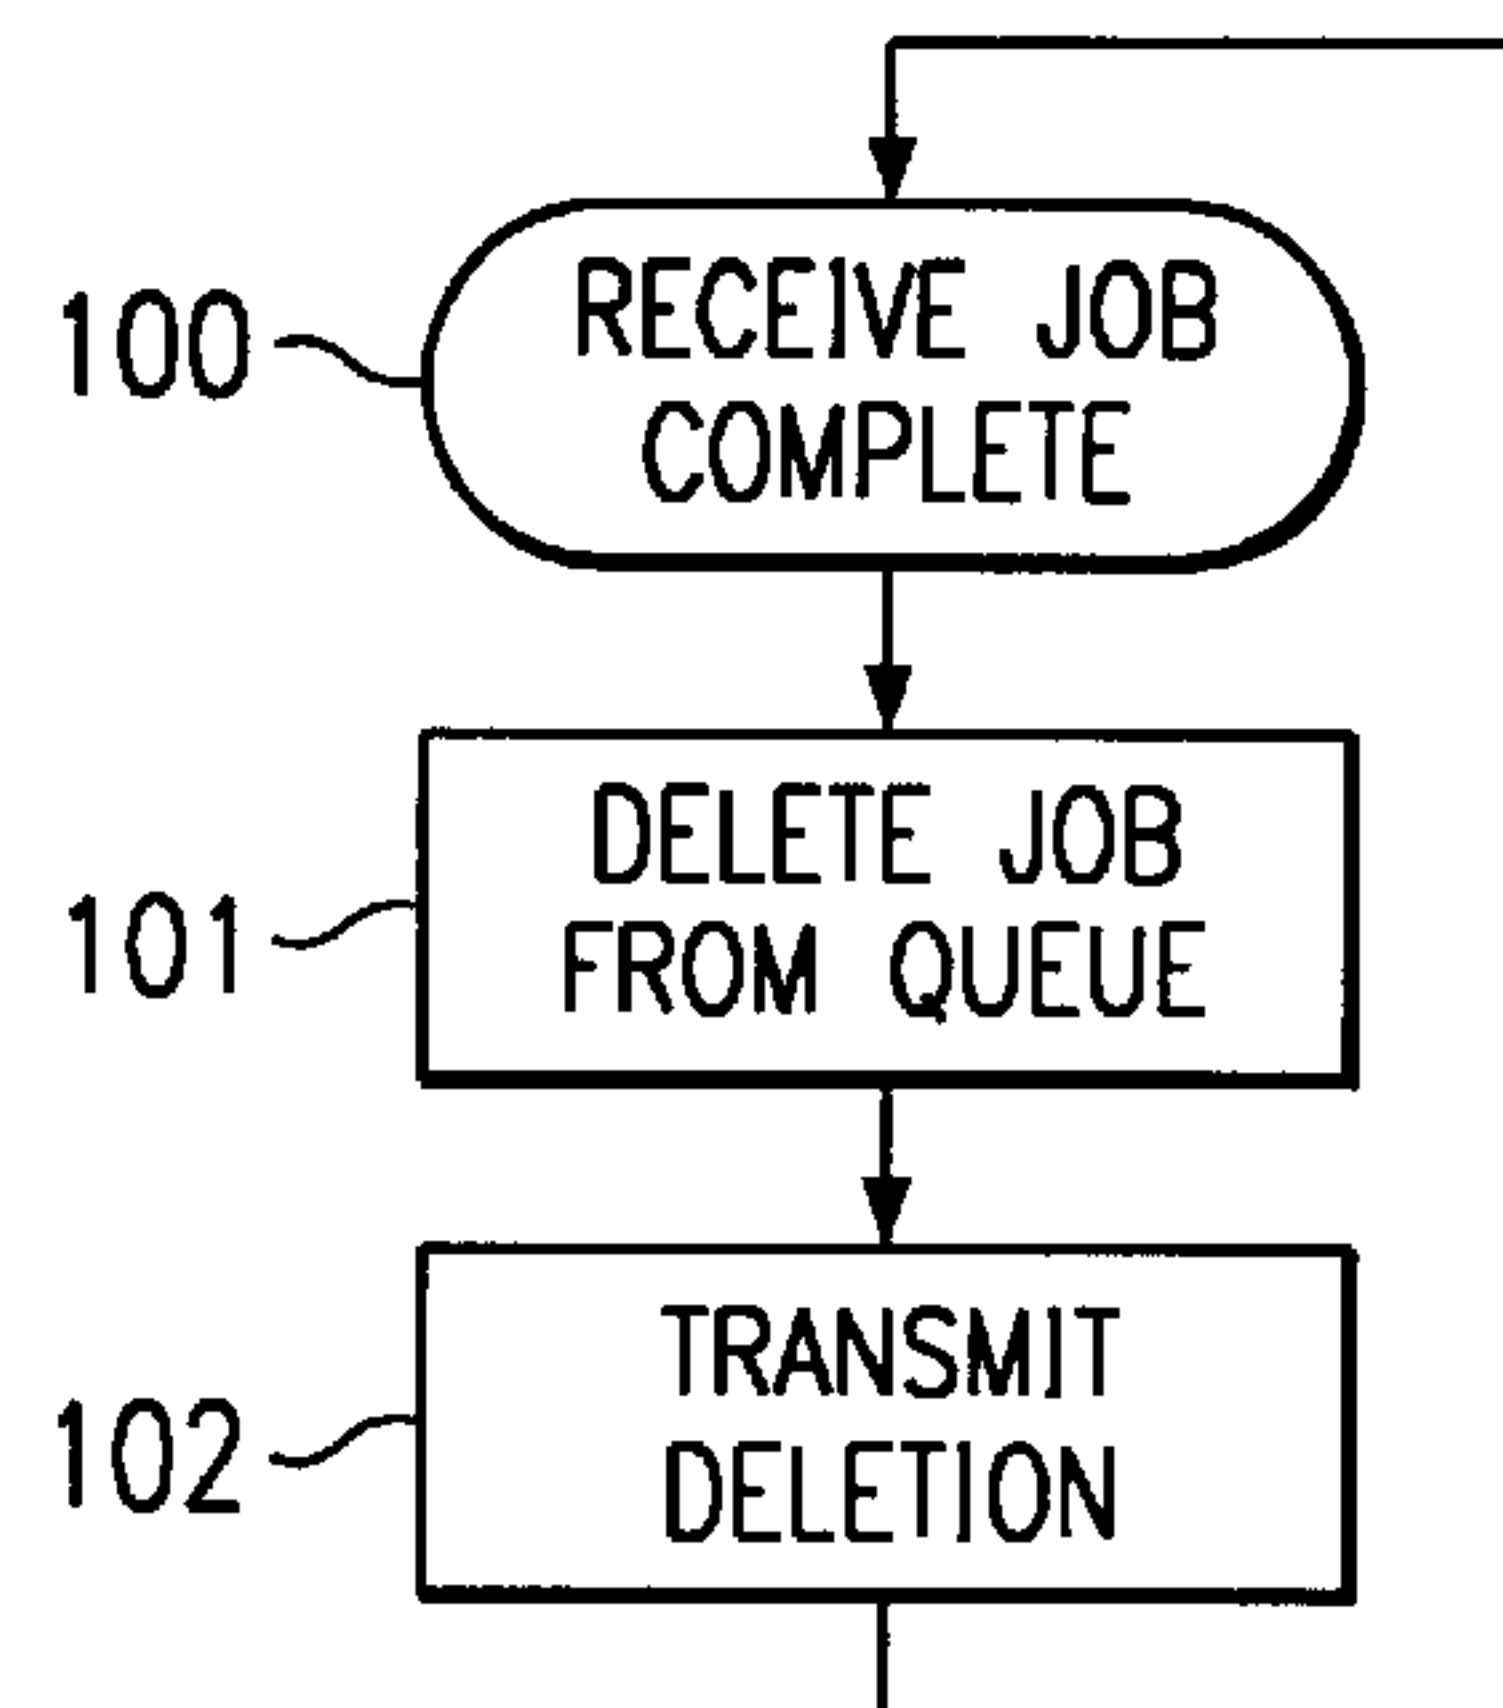 100
RECEIVE JOB
COMPLETE
101
DELETE JOB
FROM QUEUE
102
TRANSMIT
DELETION